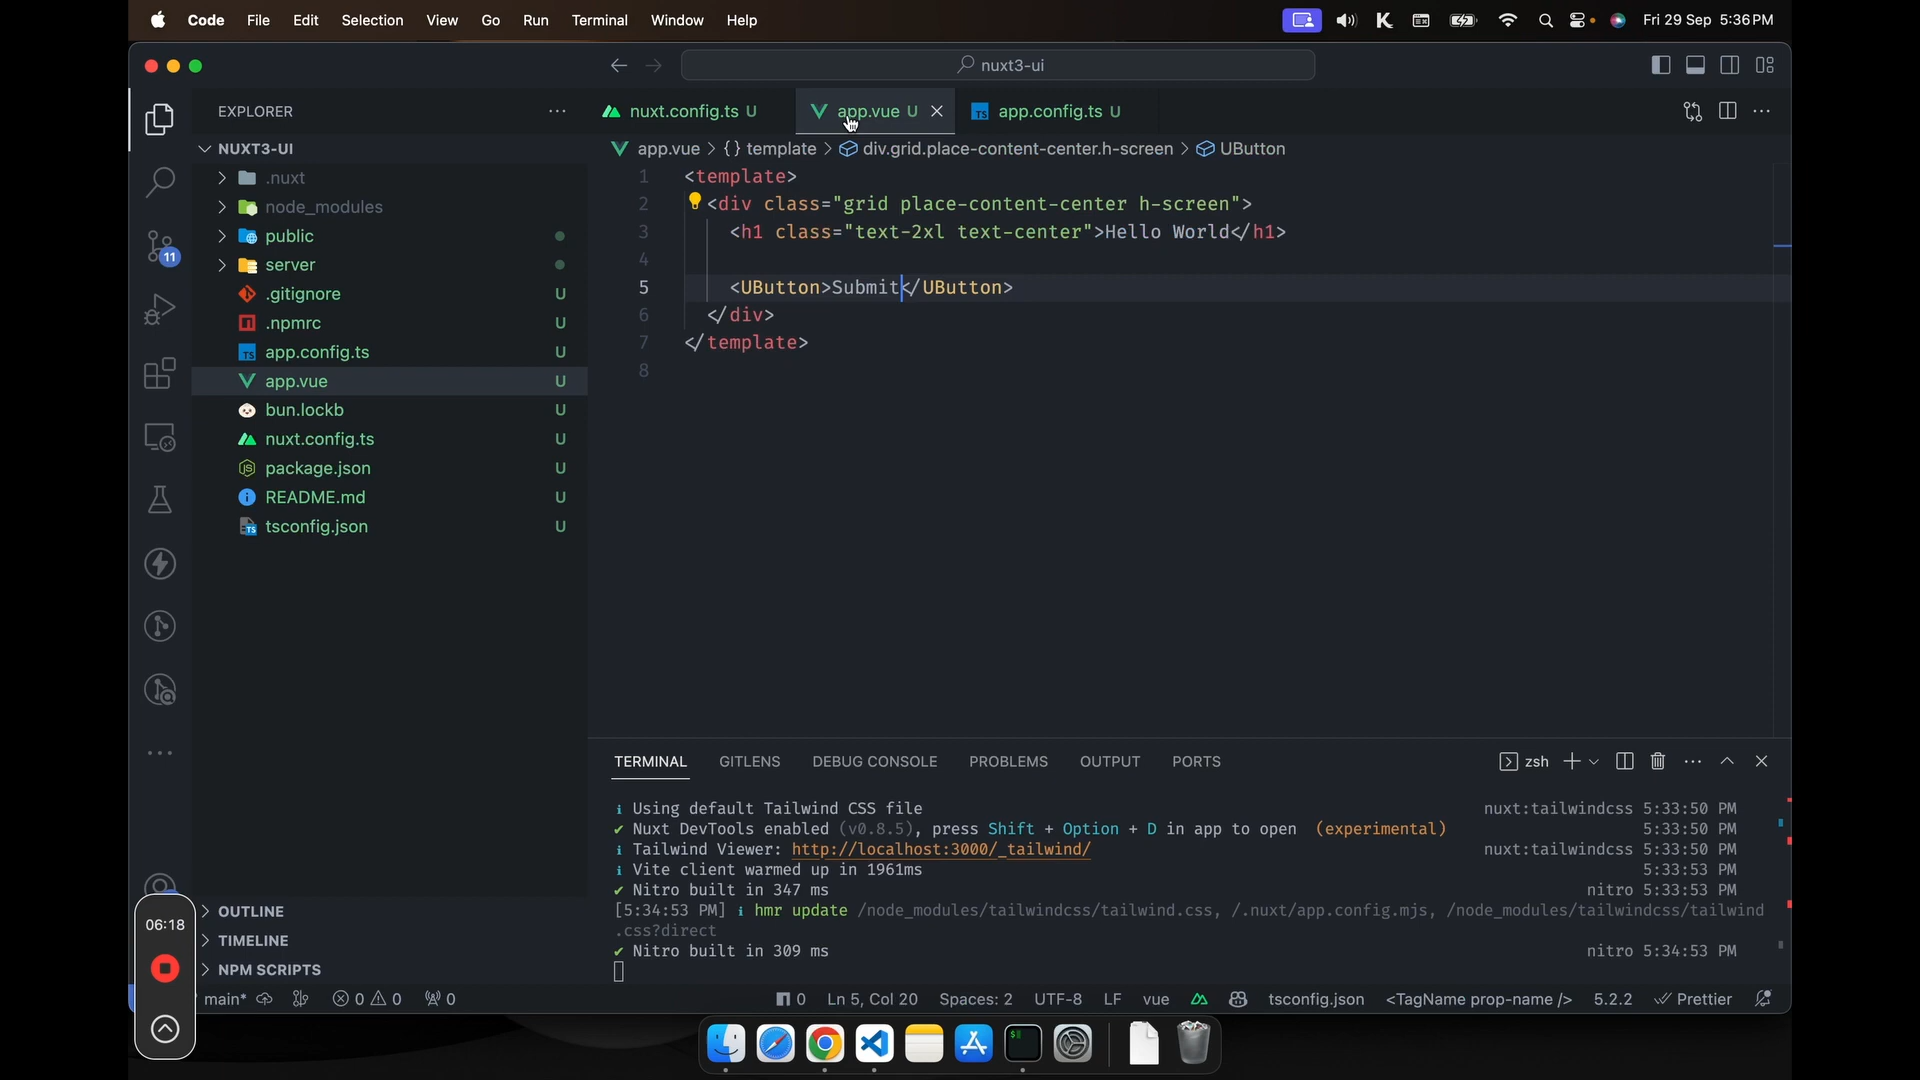 Code File Edit Selection View Go Run Terminal Window Help
Fri 29 Sep 5:36 PM
nuxt3-ui
EXPLORER
NUXT3-UI
.nuxt
node_modules
public
server
.gitignore U
.npmrc U
app.config.ts U
app.vue U
bun.lockb U
nuxt.config.ts U
package.json U
README.md U
tsconfig.json U
11
OUTLINE
TIMELINE
NPM SCRIPTS
06:18
nuxt.config.ts U
app.vue U
app.config.ts U
app.vue > {} template > div.grid.place-content-center.h-screen > UButton
1 <template>
2 <div class="grid place-content-center h-screen">
3 <h1 class="text-2xl text-center">Hello World</h1>
4
5 <UButton>Submit</UButton>
6 </div>
7 </template>
8
TERMINAL GITLENS DEBUG CONSOLE PROBLEMS OUTPUT PORTS
zsh
ℹ Using default Tailwind CSS file nuxt:tailwindcss 5:33:50 PM
✔ Nuxt DevTools enabled (v0.8.5), press Shift + Option + D in app to open (experimental) 5:33:50 PM
ℹ Tailwind Viewer: http://localhost:3000/_tailwind/ nuxt:tailwindcss 5:33:50 PM
ℹ Vite client warmed up in 1961ms 5:33:53 PM
✔ Nitro built in 347 ms nitro 5:33:53 PM
[5:34:53 PM] ℹ hmr update /node_modules/tailwindcss/tailwind.css, /.nuxt/app.config.mjs, /node_modules/tailwindcss/tailwind
.css?direct
✔ Nitro built in 309 ms nitro 5:34:53 PM
main* 0 0 0 0 Ln 5, Col 20 Spaces: 2 UTF-8 LF vue tsconfig.json <TagName prop-name /> 5.2.2 Prettier